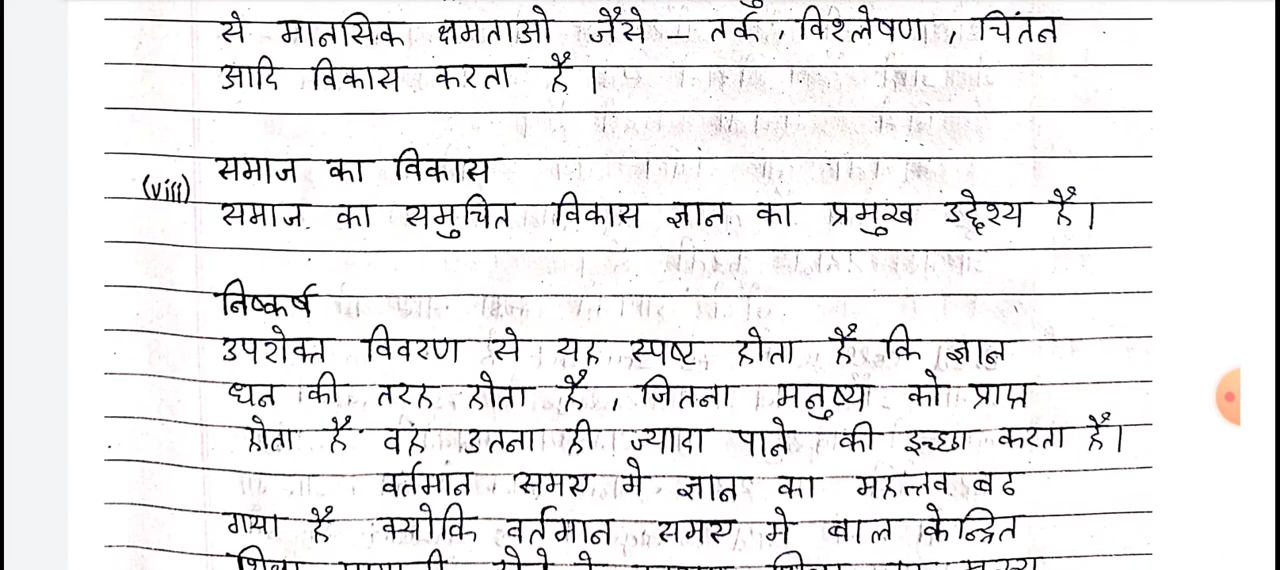 से मानसिक क्षमताओ जैसे – तर्क, विश्लेषण, चिंतन
आदि विकास करता है।
(viii) समाज का विकास
समाज का समुचित विकास ज्ञान का प्रमुख उद्देश्य है।
निष्कर्ष
उपरोक्त विवरण से यह स्पष्ट होता है कि ज्ञान
धन की तरह होता है, जितना मनुष्य को प्राप्त
होता है वह उतना ही ज्यादा पाने की इच्छा करता है।
वर्तमान समय मे ज्ञान का महत्तव बढ
गया है क्योकि वर्तमान समय मे बाल केन्द्रित